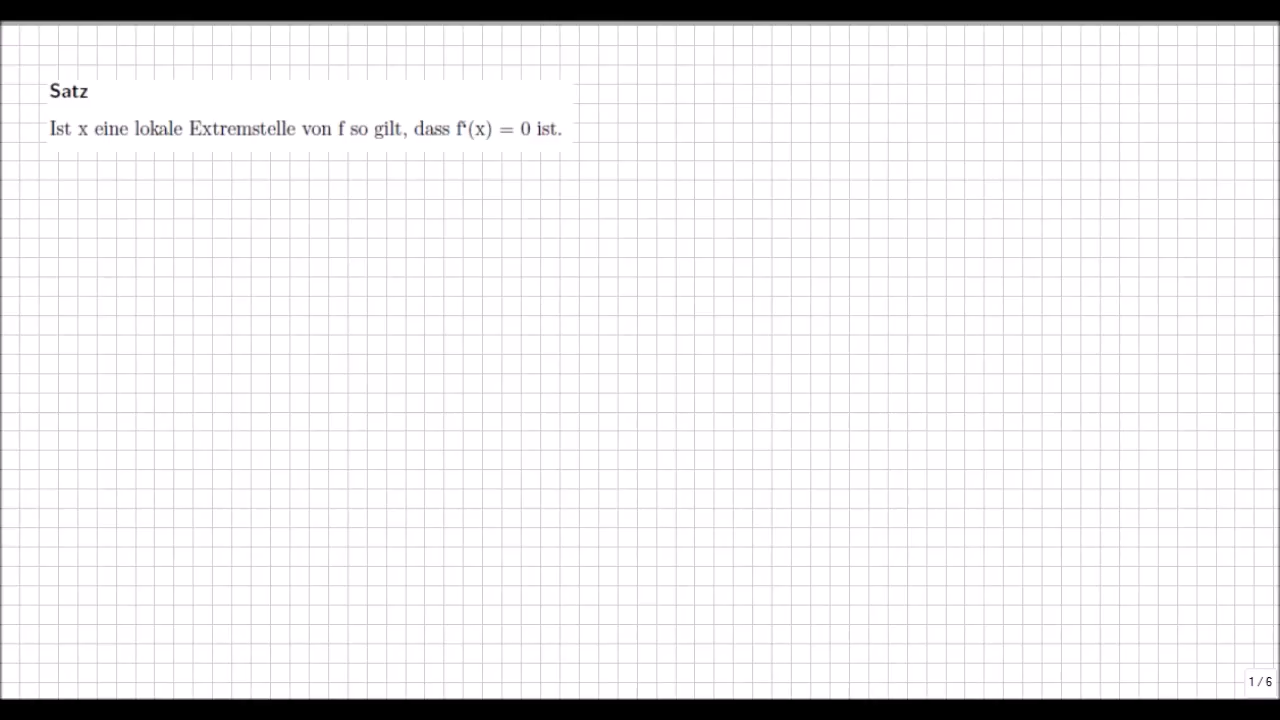 Satz
Ist x eine lokale Extremstelle von f so gilt, dass f'(x) = 0 ist.
1 / 6